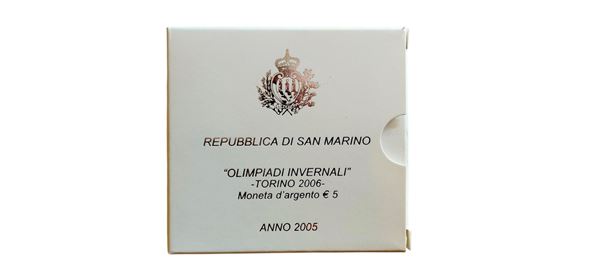 REPUBBLICA DI SAN MARINO
"OLIMPIADI INVERNALI"
-TORINO 2006-
Moneta d'argento € 5
ANNO 2005